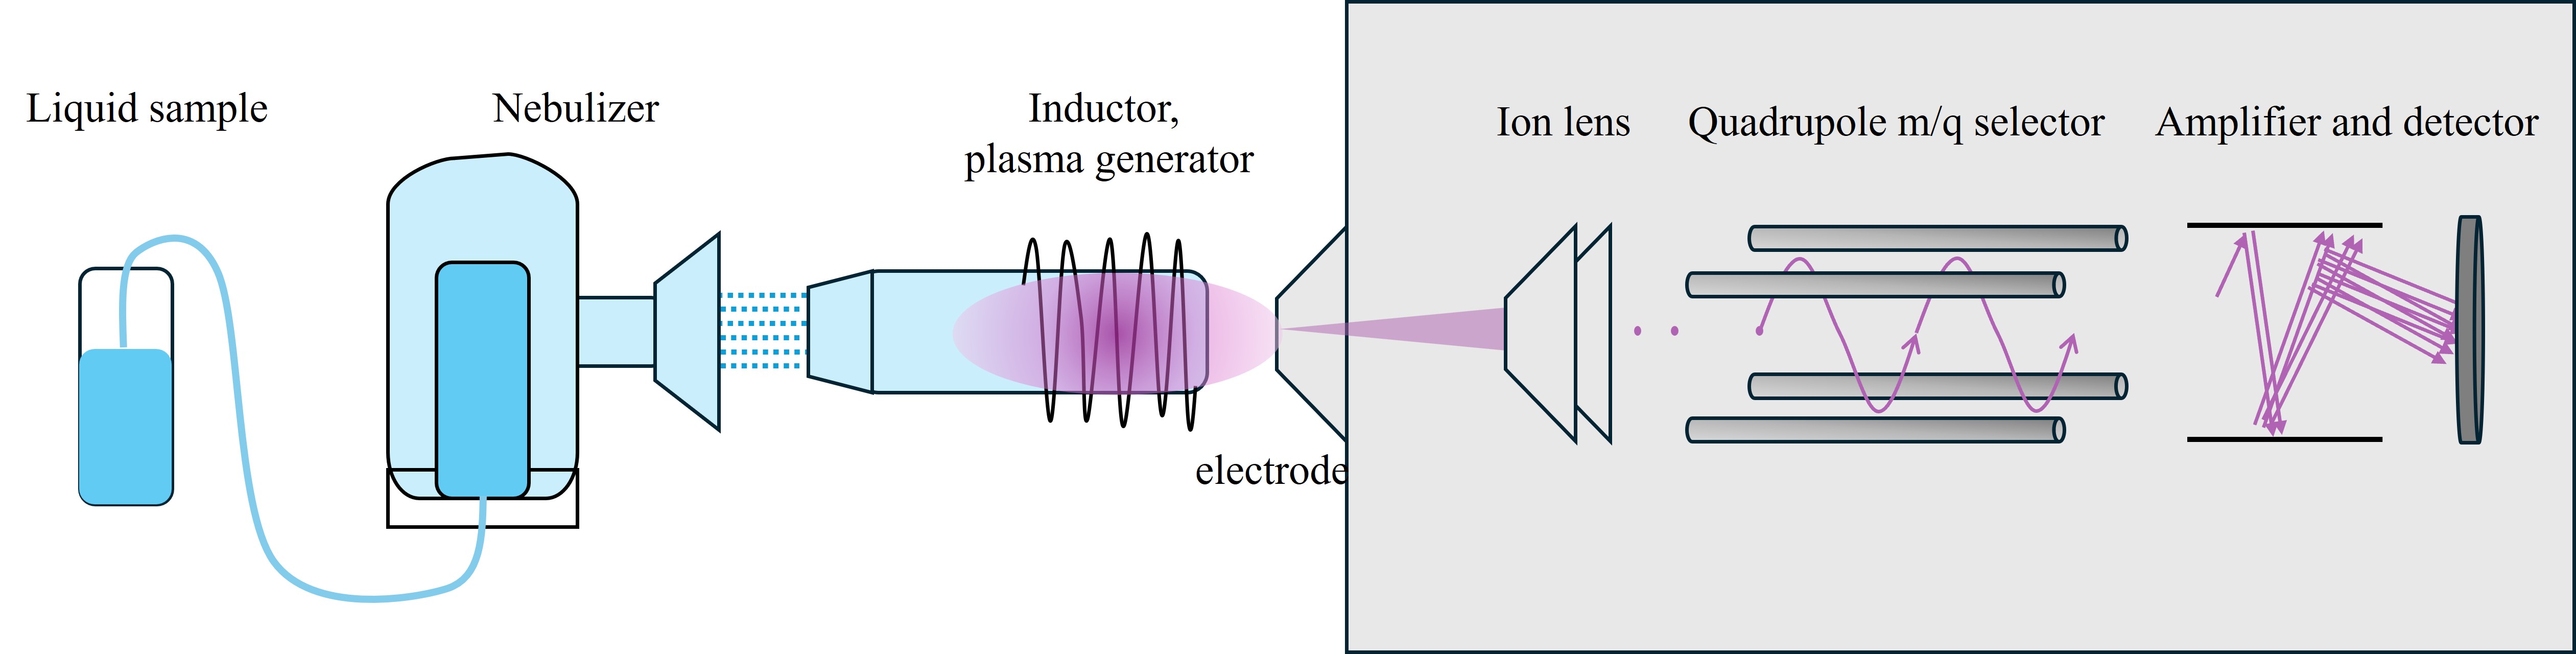 Liquid sample
Nebulizer
Inductor,
plasma generator
electrode
Ion lens
Quadrupole m/q selector
Amplifier and detector